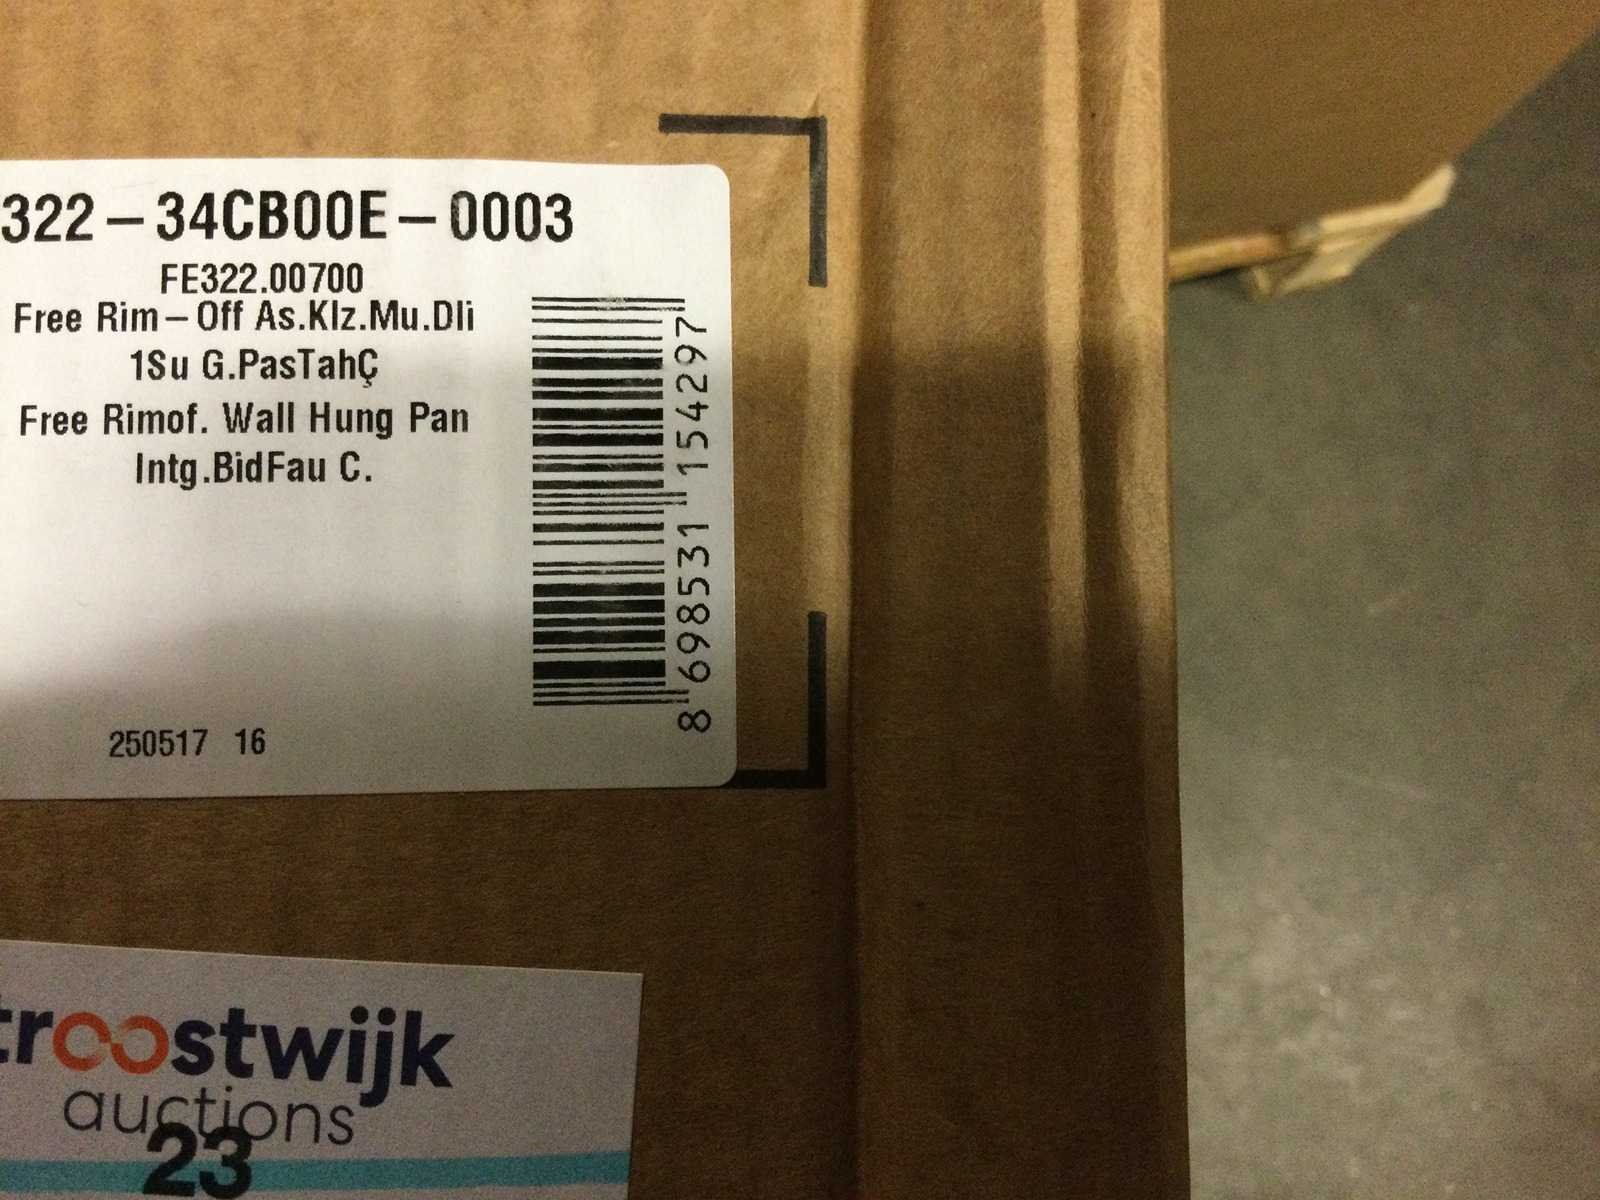 322-34CB00E-0003
FE322.00700
Free Rim-Off As.Klz.Mu.Dli
1Su G.PasTahÇ
Free Rimof. Wall Hung Pan
Intg.BidFau C.
8 698531 154297
250517 16
troostwijk
auctions
23